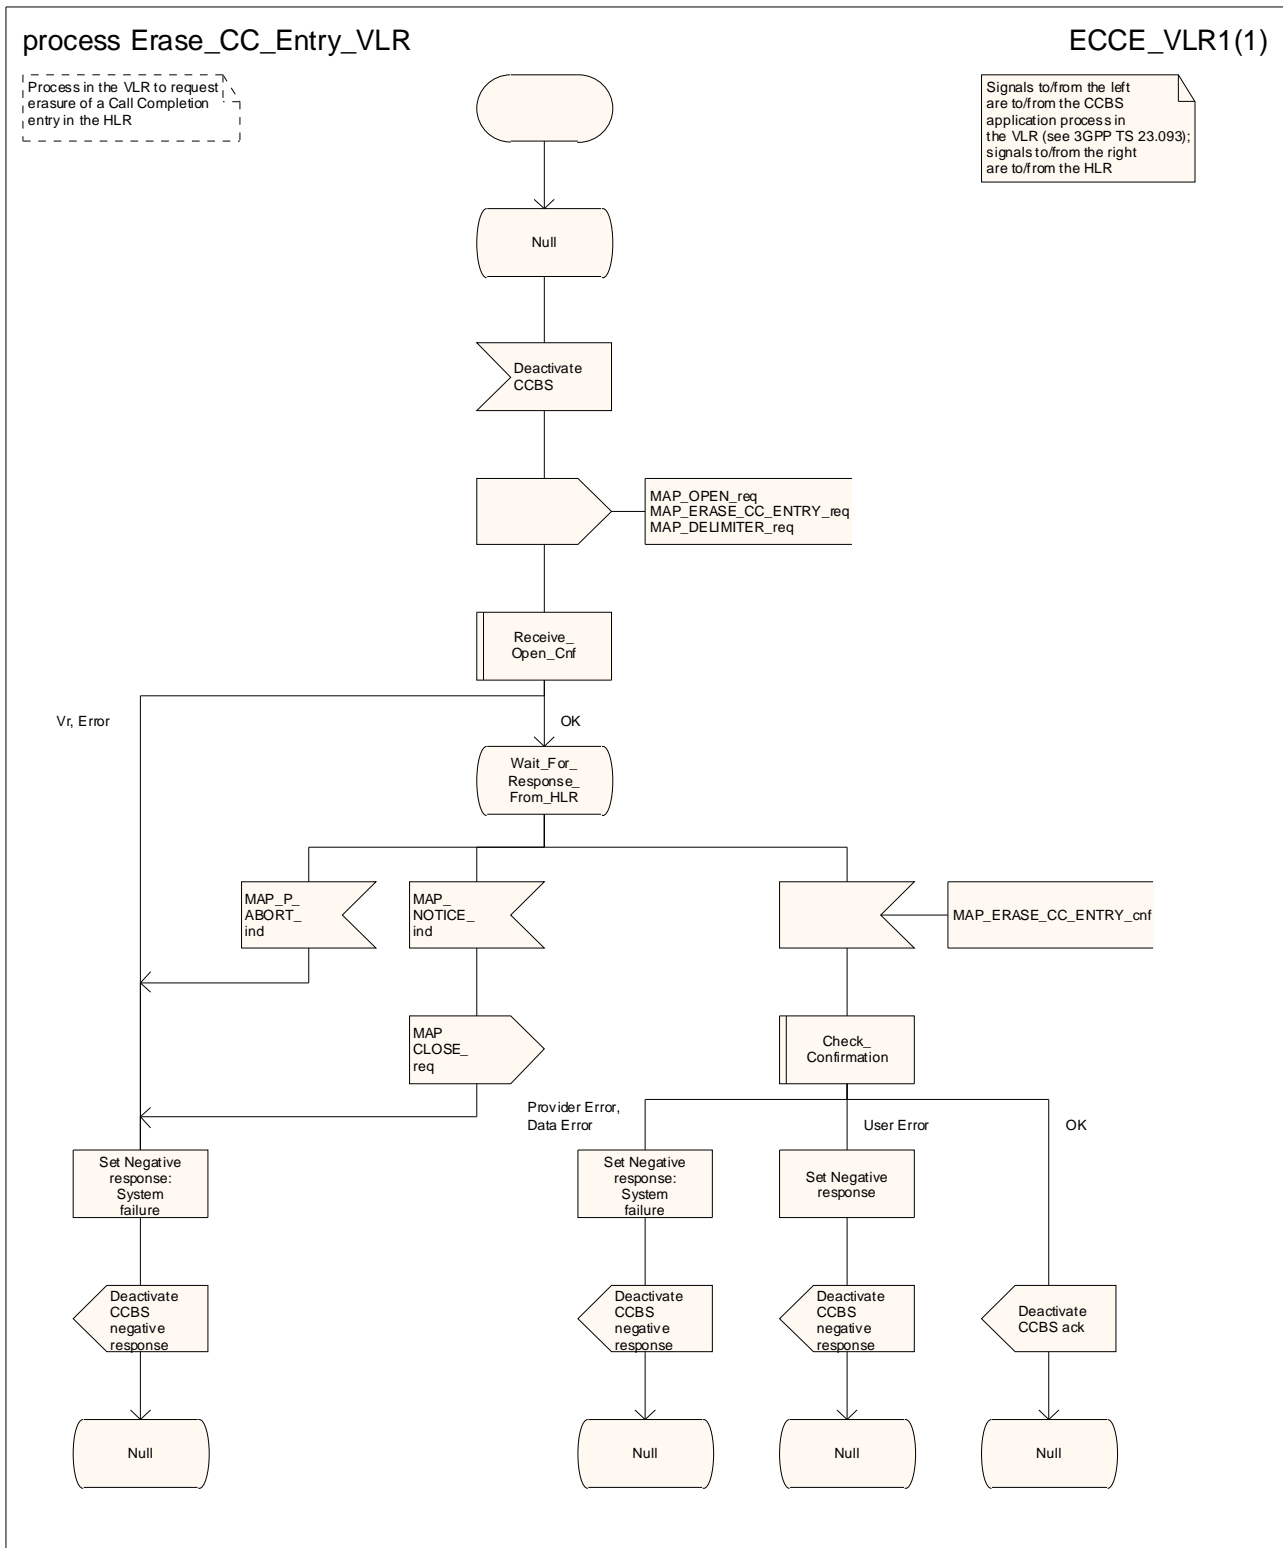 process Erase_CC_Entry_VLR
ECCE_VLR1(1)
Process in the VLR to request
erasure of a Call Completion
entry in the HLR
Signals to/from the left
are to/from the CCBS
application process in
the VLR (see 3GPP TS 23.093);
signals to/from the right
are to/from the HLR
Null
Deactivate
CCBS
MAP_OPEN_req
MAP_ERASE_CC_ENTRY_req
MAP_DELIMITER_req
Receive_
Open_Cnf
Vr, Error
OK
Wait_For_
Response_
From_HLR
MAP_P_
ABORT_
ind
MAP_
NOTICE_
ind
MAP_ERASE_CC_ENTRY_cnf
MAP
CLOSE_
req
Check_
Confirmation
Provider Error,
Data Error
User Error
OK
Set Negative
response:
System
failure
Set Negative
response:
System
failure
Set Negative
response
Deactivate
CCBS
negative
response
Deactivate
CCBS
negative
response
Deactivate
CCBS
negative
response
Deactivate
CCBS ack
Null
Null
Null
Null